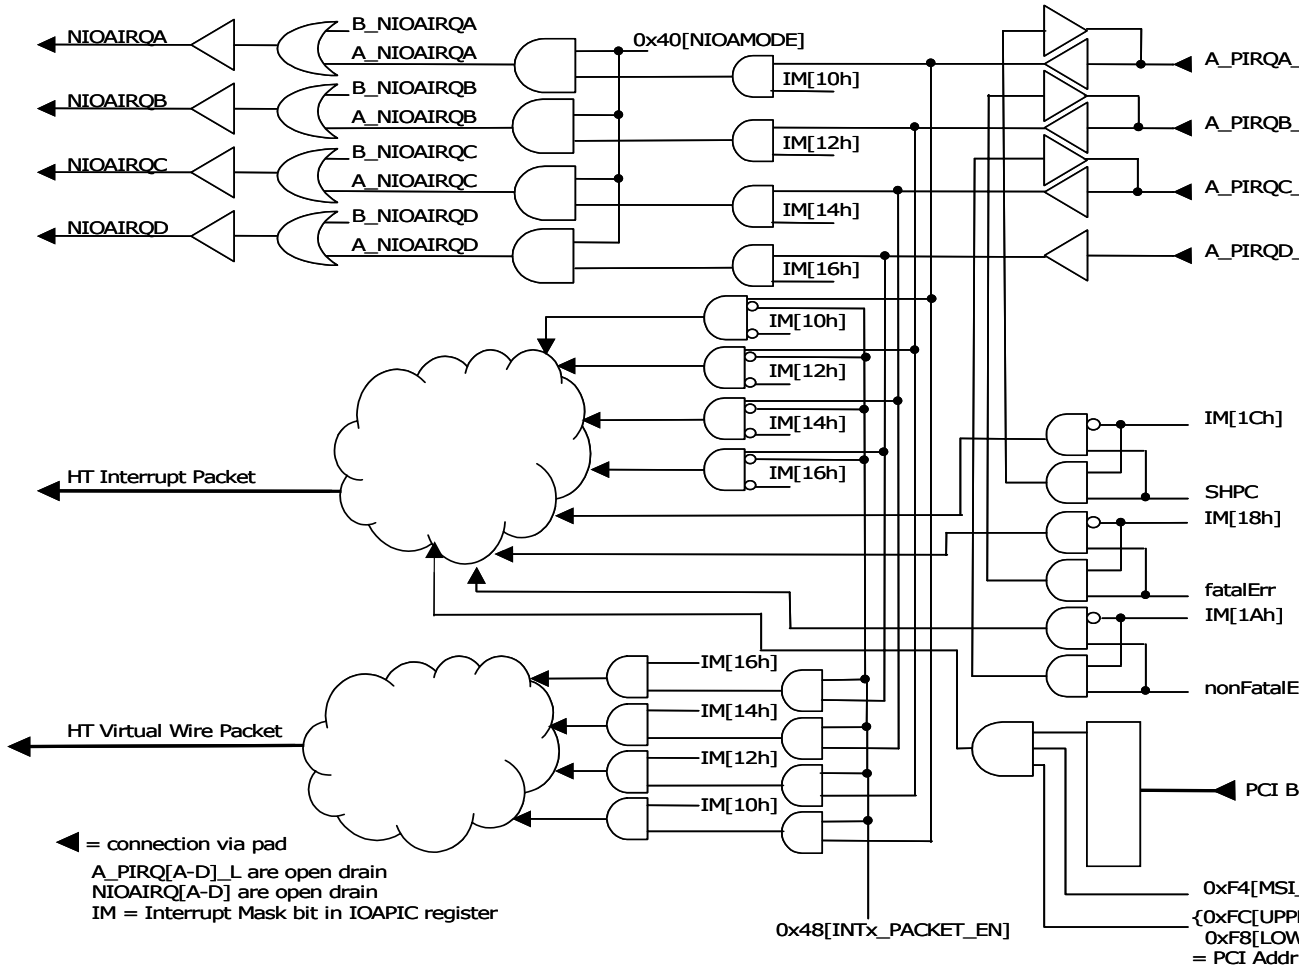 B_NIOAIRQA
NIOAIRQA
A_NIOAIRQA
0x40[NIOAMODE]
A_PIRQA_
IM[10h]
B_NIOAIRQB
NIOAIRQB
A_NIOAIRQB
A_PIRQB_
IM[12h]
B_NIOAIRQC
NIOAIRQC
A_NIOAIRQC
A_PIRQC_
IM[14h]
B_NIOAIRQD
NIOAIRQD
A_NIOAIRQD
A_PIRQD_
IM[16h]
IM[10h]
IM[12h]
IM[14h]
IM[16h]
IM[1Ch]
HT Interrupt Packet
SHPC
IM[18h]
fatalErr
IM[1Ah]
IM[16h]
nonFatalE
IM[14h]
HT Virtual Wire Packet
IM[12h]
PCI B
IM[10h]
= connection via pad
A_PIRQ[A-D]_L are open drain
NIOAIRQ[A-D] are open drain
IM = Interrupt Mask bit in IOAPIC register
0x48[INTx_PACKET_EN]
0xF4[MSI_
{0xFC[UPP
0xF8[LOW
= PCI Addr